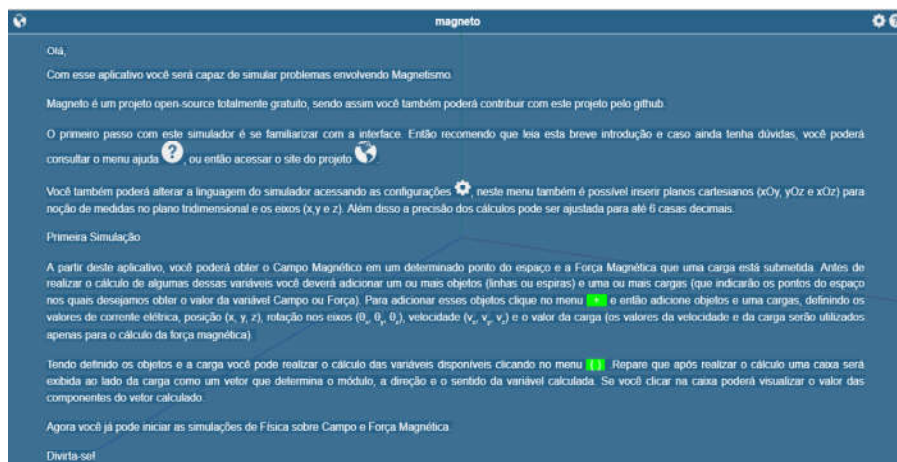 magneto
Olá,
Com esse aplicativo você será capaz de simular problemas envolvendo Magnetismo.
Magneto é um projeto open-source totalmente gratuito, sendo assim você também poderá contribuir com este projeto pelo github.
O primeiro passo com este simulador é se familiarizar com a interface. Então recomendo que leia esta breve introdução e caso ainda tenha dúvidas, você poderá
consultar o menu ajuda ?, ou então acessar o site do projeto
Você também poderá alterar a linguagem do simulador acessando as configurações , neste menu também é possível inserir planos cartesianos (xOy, yOz e xOz) para
noção de medidas no plano tridimensional e os eixos (x,y e z). Além disso a precisão dos cálculos pode ser ajustada para até 6 casas decimais.
Primeira Simulação
A partir deste aplicativo, você poderá obter o Campo Magnético em um determinado ponto do espaço e a Força Magnética que uma carga está submetida. Antes de
realizar o cálculo de algumas dessas variáveis você deverá adicionar um ou mais objetos (linhas ou espiras) e uma ou mais cargas (que indicarão os pontos do espaço
nos quais desejamos obter o valor da variável Campo ou Força). Para adicionar esses objetos clique no menu + e então adicione objetos e uma cargas, definindo os
valores de corrente elétrica, posição (x, y, z), rotação nos eixos (θx, θy, θz), velocidade (vx, vy, vz) e o valor da carga (os valores da velocidade e da carga serão utilizados
apenas para o cálculo da força magnética).
Tendo definido os objetos e a carga você pode realizar o cálculo das variáveis disponíveis clicando no menu . Repare que após realizar o cálculo uma caixa será
exibida ao lado da carga como um vetor que determina o módulo, a direção e o sentido da variável calculada. Se você clicar na caixa poderá visualizar o valor das
componentes do vetor calculado.
Agora você já pode iniciar as simulações de Física sobre Campo e Força Magnética.
Divirta-se!